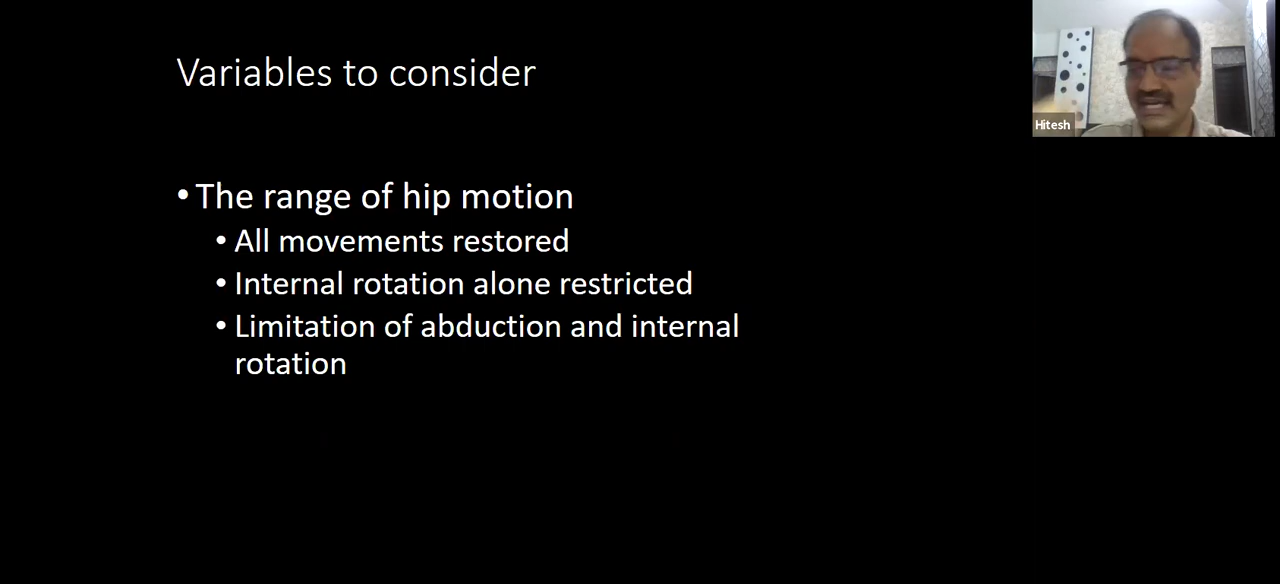 Variables to consider
Hitesh
• The range of hip motion
• All movements restored
• Internal rotation alone restricted
• Limitation of abduction and internal
rotation